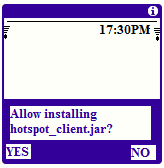 i
17:30PM
Allow installing
hotspot_client.jar?
YES
NO